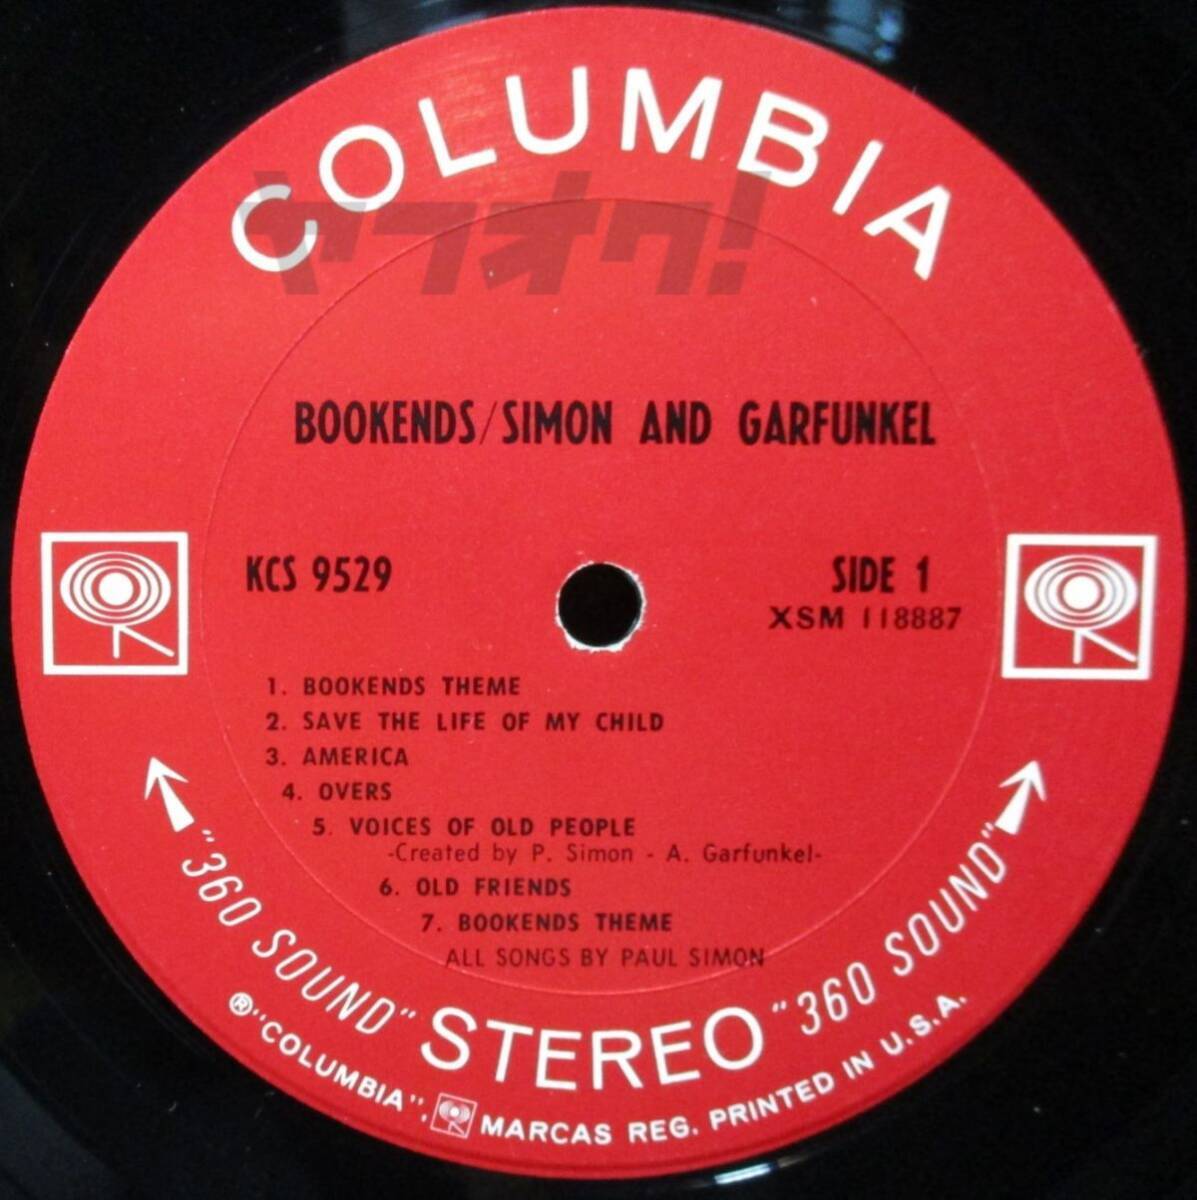 COLUMBIA
ヤフオク!
BOOKENDS/SIMON AND GARFUNKEL
KCS 9529
SIDE 1
XSM 118887
1. BOOKENDS THEME
2. SAVE THE LIFE OF MY CHILD
3. AMERICA
4. OVERS
5. VOICES OF OLD PEOPLE
-Created by P. Simon - A. Garfunkel-
6. OLD FRIENDS
7. BOOKENDS THEME
ALL SONGS BY PAUL SIMON
"360 SOUND" STEREO "360 SOUND"
®"COLUMBIA", MARCAS REG. PRINTED IN U.S.A.